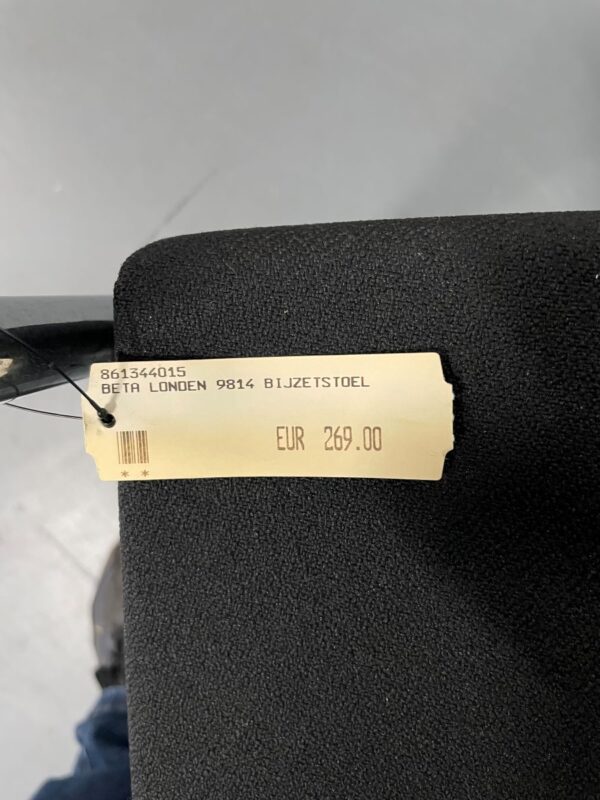 861344015
BETA LONDEN 9814 BIJZETSTOEL
EUR 269.00
* *